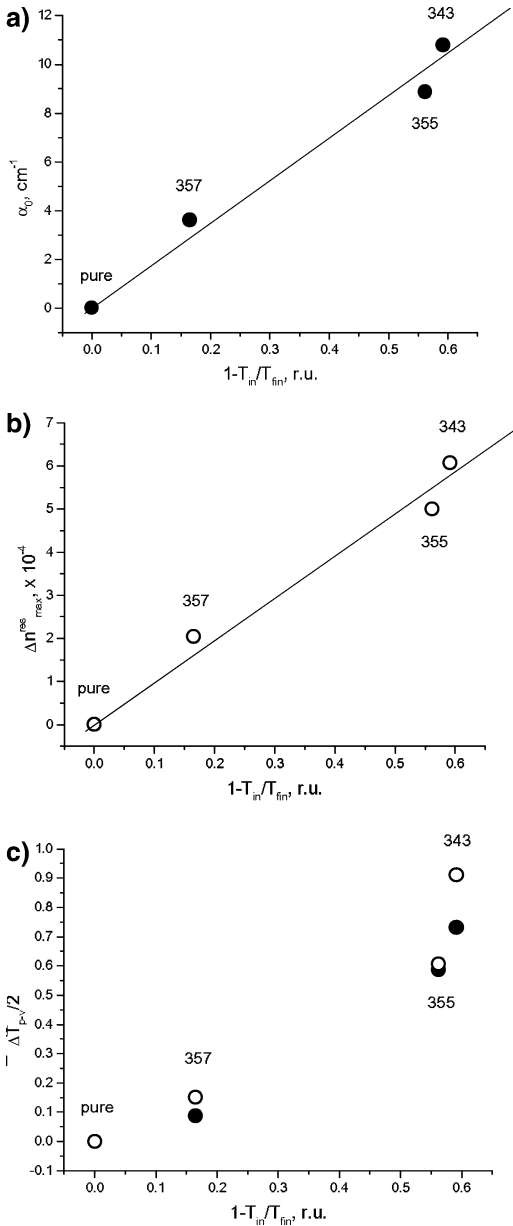 a)
12
10
8
6
4
2
0
α₀, cm⁻¹
pure
357
355
343
0.0 0.1 0.2 0.3 0.4 0.5 0.6
1-Tin/Tfin, r.u.
b)
7
6
5
4
3
2
1
0
Δn^res_max, x 10⁻⁴
pure
357
355
343
0.0 0.1 0.2 0.3 0.4 0.5 0.6
1-Tin/Tfin, r.u.
c)
1.0
0.9
0.8
0.7
0.6
0.5
0.4
0.3
0.2
0.1
0.0
-0.1
ΔTp-v/2
pure
357
355
343
0.0 0.1 0.2 0.3 0.4 0.5 0.6
1-Tin/Tfin, r.u.